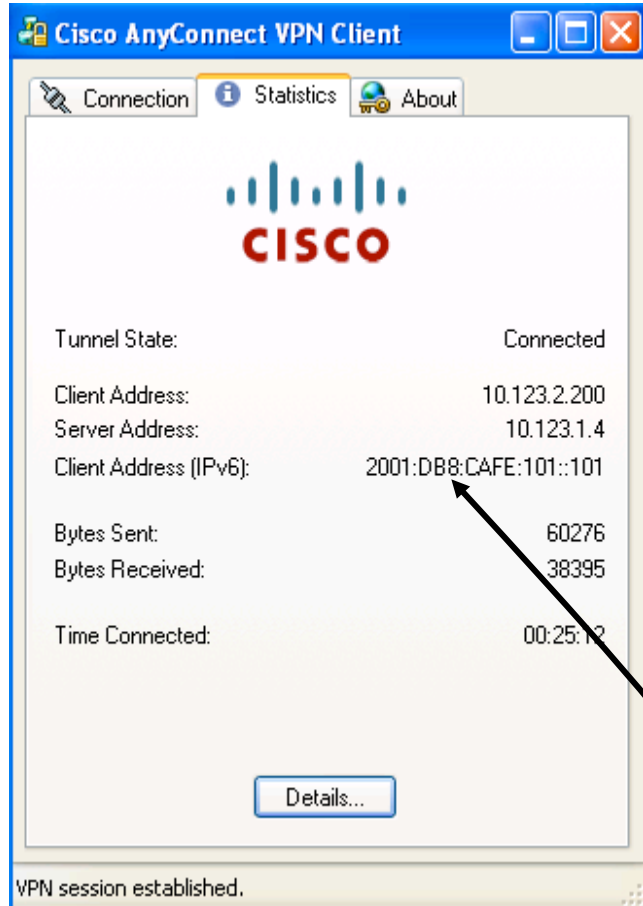 Cisco AnyConnect VPN Client
Connection Statistics About
CISCO
Tunnel State: Connected
Client Address: 10.123.2.200
Server Address: 10.123.1.4
Client Address (IPv6): 2001:DB8:CAFE:101::101
Bytes Sent: 60276
Bytes Received: 38395
Time Connected: 00:25:12
Details...
VPN session established.